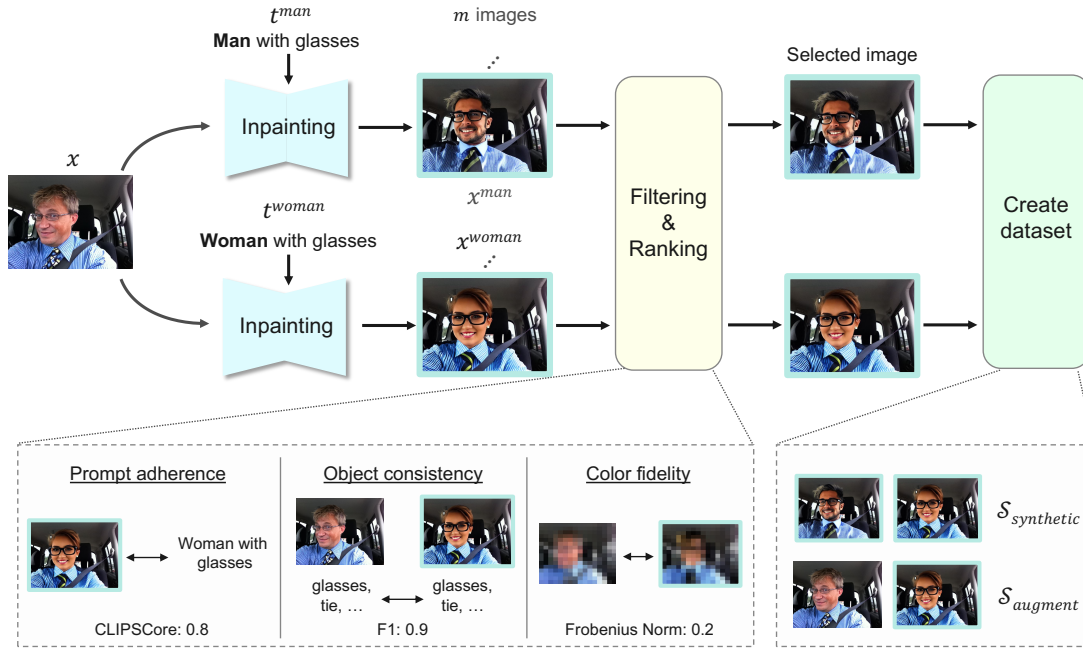 t^man
Man with glasses
m images
Selected image
Inpainting
x
x^man
Filtering
&
Ranking
Create
dataset
t^woman
Woman with glasses
x^woman
Inpainting
Prompt adherence
Woman with
glasses
CLIPSCore: 0.8
Object consistency
glasses,
tie, …
glasses,
tie, …
F1: 0.9
Color fidelity
Frobenius Norm: 0.2
S_synthetic
S_augment